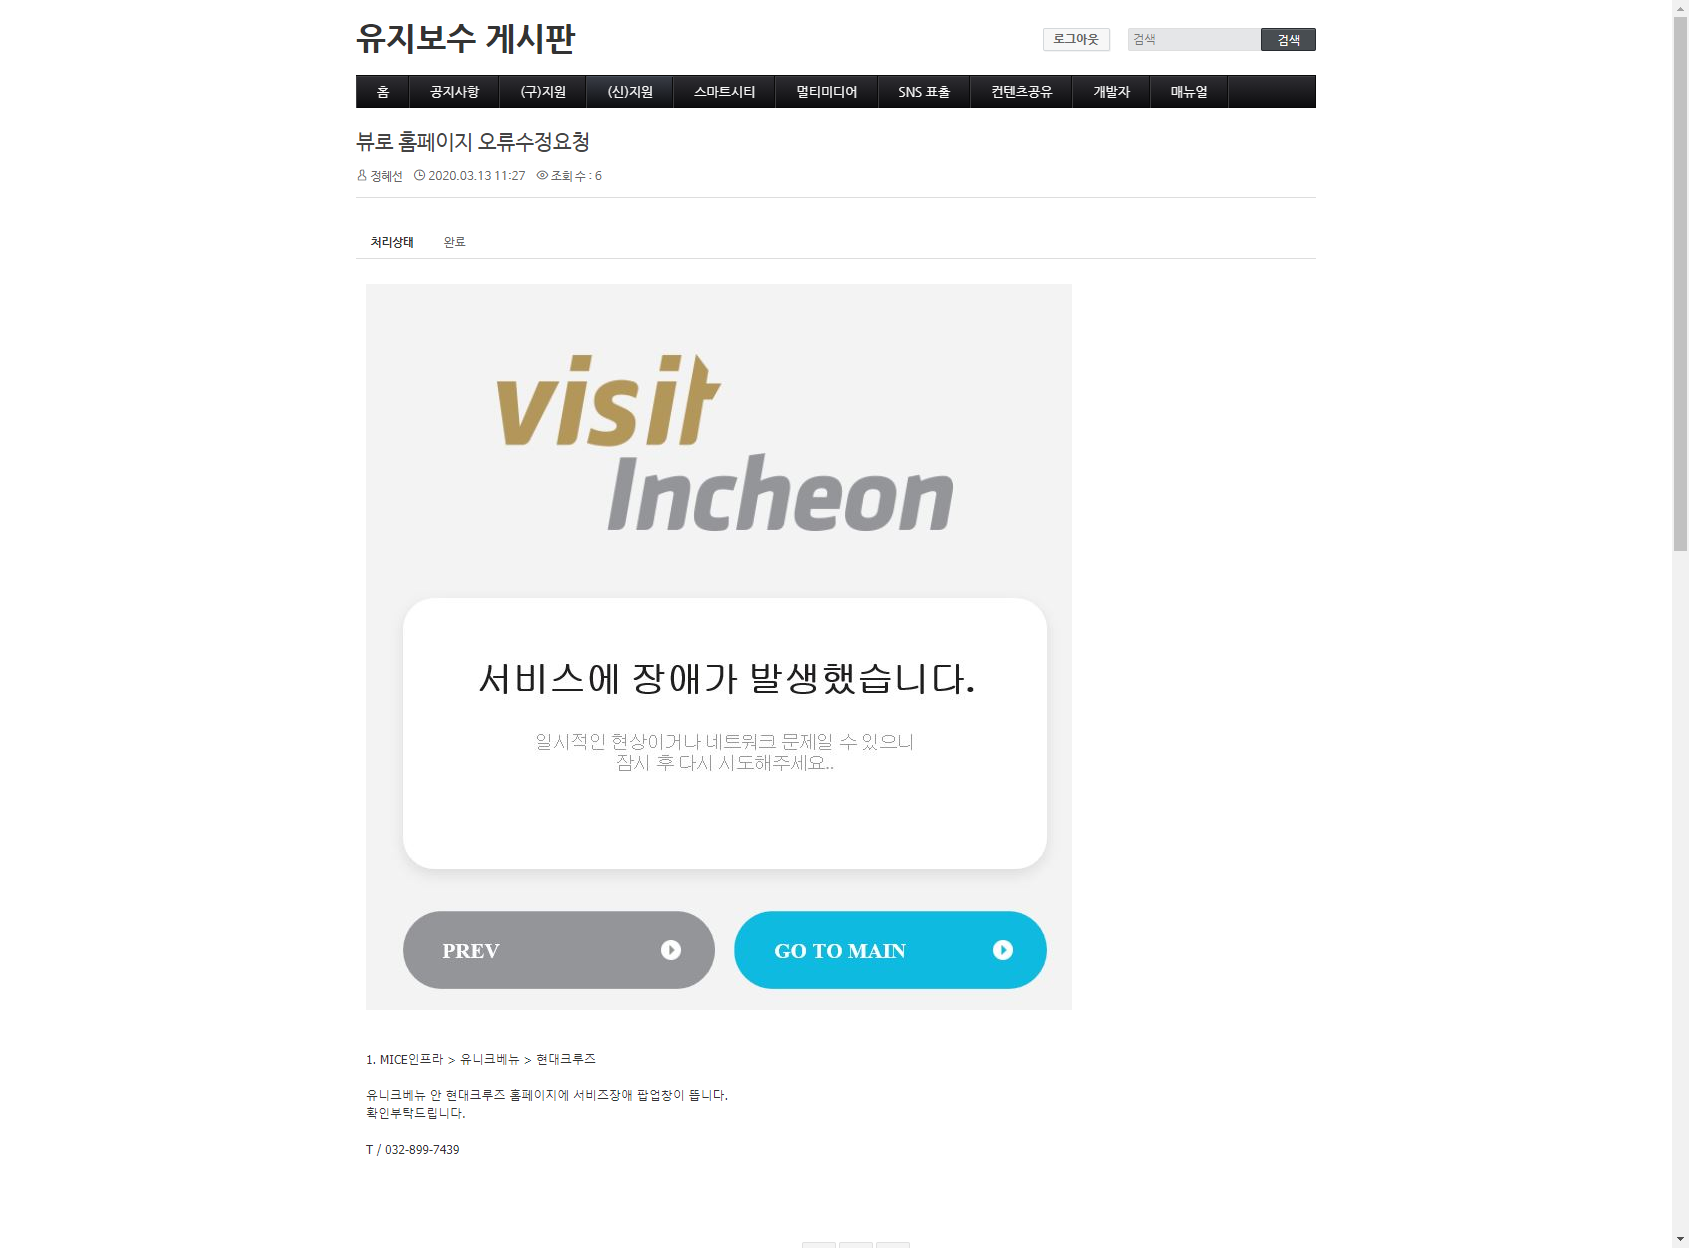 유지보수 게시판
로그아웃
검색
검색
홈
공지사항
(구)지원
(신)지원
스마트시티
멀티미디어
SNS 표출
컨텐츠공유
개발자
매뉴얼
뷰로 홈페이지 오류수정요청
정혜선 2020.03.13 11:27 조회 수 : 6
처리상태 완료
visit
Incheon
서비스에 장애가 발생했습니다.
일시적인 현상이거나 네트워크 문제일 수 있으니
잠시 후 다시 시도해주세요..
PREV
GO TO MAIN
1. MICE인프라 > 유니크베뉴 > 현대크루즈
유니크베뉴 안 현대크루즈 홈페이지에 서비즈장애 팝업창이 뜹니다.
확인부탁드립니다.
T / 032-899-7439